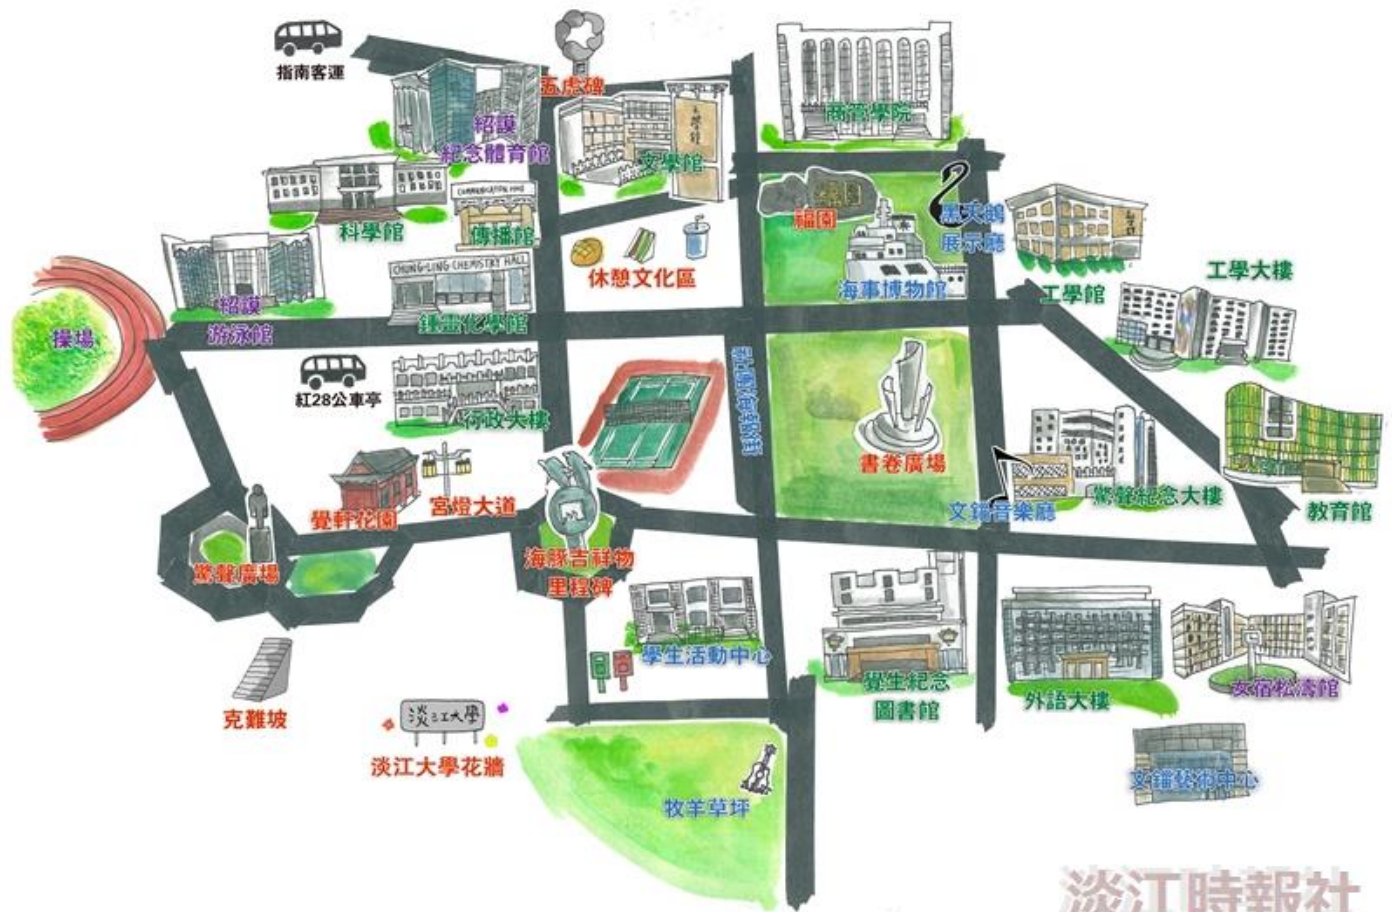 指南客運
五虎碑
商管學院
紹謨
紀念體育館
文學館
COMMUNICATION HALL
福園
黑天鵝
展示廳
科學館
傳播館
休憩文化區
海事博物館
工學館
工學大樓
CHUNG-LING CHEMISTRY HALL
紹謨
游泳館
鍾靈化學館
操場
紅28公車亭
行政大樓
書卷廣場
覺軒花園
宮燈大道
文錙音樂廳
驚聲紀念大樓
教育館
驚聲廣場
海豚吉祥物
里程碑
學生活動中心
覺生紀念
圖書館
外語大樓
女宿松濤館
克難坡
淡江大學
淡江大學花牆
牧羊草坪
文錙藝術中心
淡江時報社